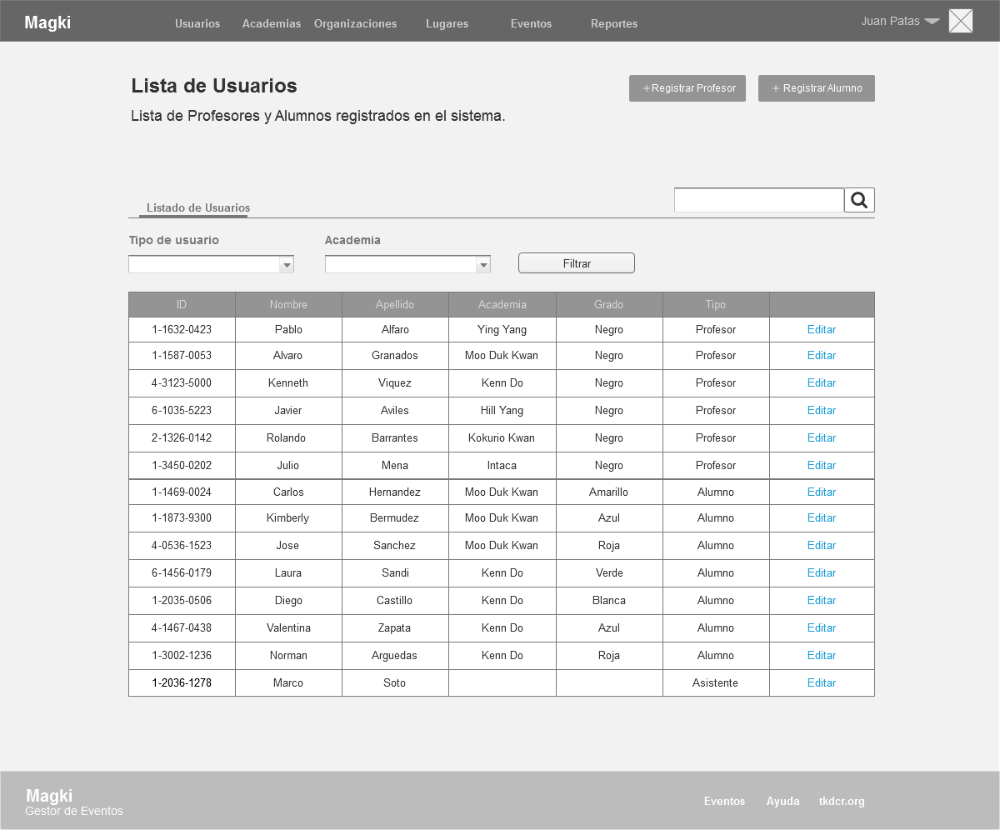 Magki Usuarios Academias Organizaciones Lugares Eventos Reportes Juan Patas
Lista de Usuarios
+Registrar Profesor + Registrar Alumno
Lista de Profesores y Alumnos registrados en el sistema.
Listado de Usuarios
Tipo de usuario Academia
Filtrar
ID Nombre Apellido Academia Grado Tipo
1-1632-0423 Pablo Alfaro Ying Yang Negro Profesor Editar
1-1587-0053 Alvaro Granados Moo Duk Kwan Negro Profesor Editar
4-3123-5000 Kenneth Viquez Kenn Do Negro Profesor Editar
6-1035-5223 Javier Aviles Hill Yang Negro Profesor Editar
2-1326-0142 Rolando Barrantes Kokurio Kwan Negro Profesor Editar
1-3450-0202 Julio Mena Intaca Negro Profesor Editar
1-1469-0024 Carlos Hernandez Moo Duk Kwan Amarillo Alumno Editar
1-1873-9300 Kimberly Bermudez Moo Duk Kwan Azul Alumno Editar
4-0536-1523 Jose Sanchez Moo Duk Kwan Roja Alumno Editar
6-1456-0179 Laura Sandi Kenn Do Verde Alumno Editar
1-2035-0506 Diego Castillo Kenn Do Blanca Alumno Editar
4-1467-0438 Valentina Zapata Kenn Do Azul Alumno Editar
1-3002-1236 Norman Arguedas Kenn Do Roja Alumno Editar
1-2036-1278 Marco Soto Asistente Editar
Magki
Gestor de Eventos
Eventos Ayuda tkdcr.org